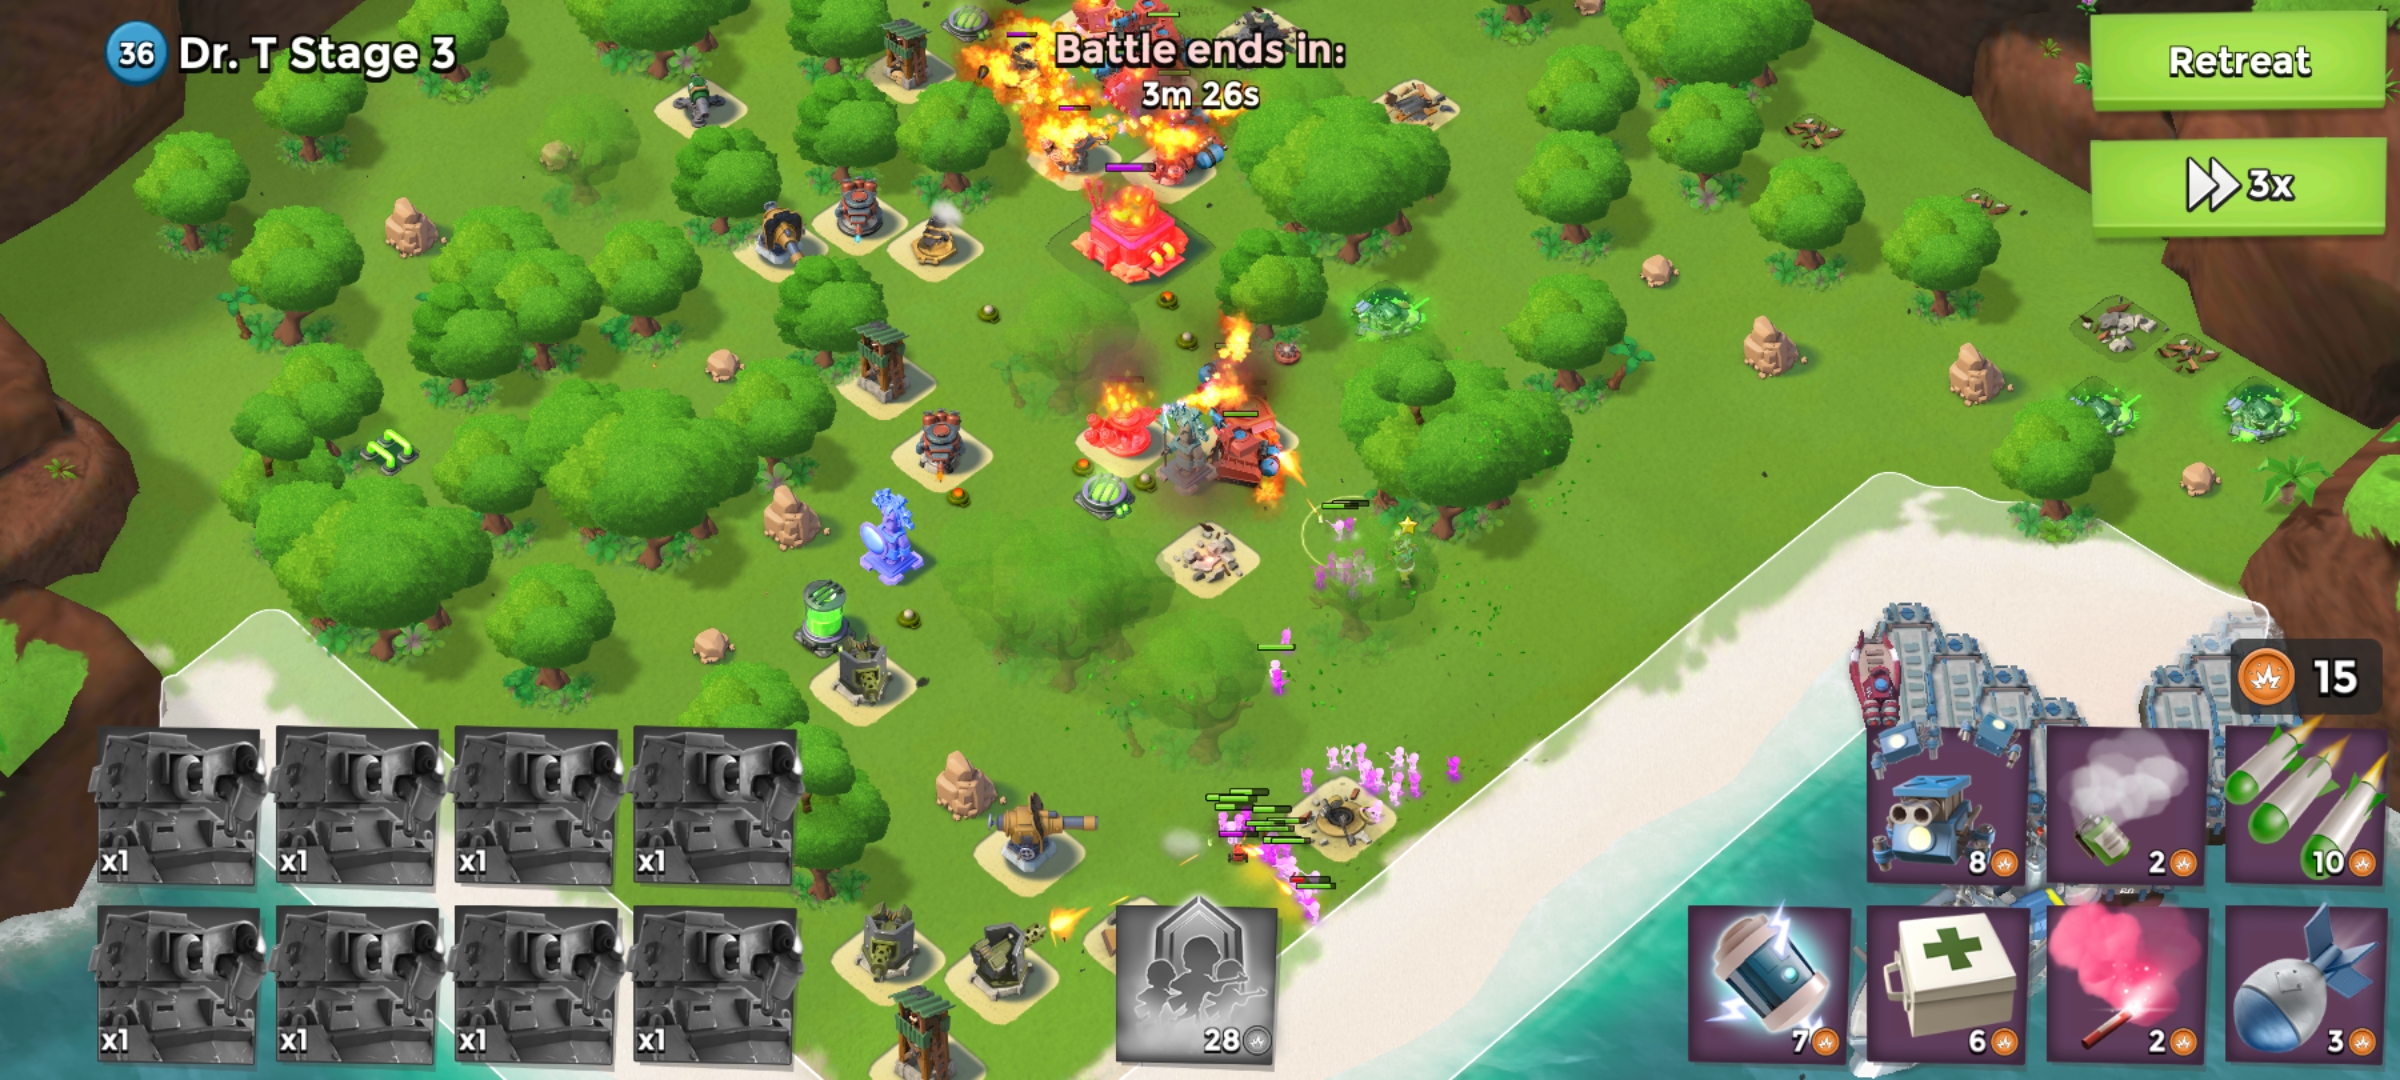 36 Dr. T Stage 3
Battle ends in:
3m 26s
Retreat
3x
15
x1 x1 x1 x1
8 2 10
x1 x1 x1 x1
28
7 6 2 3